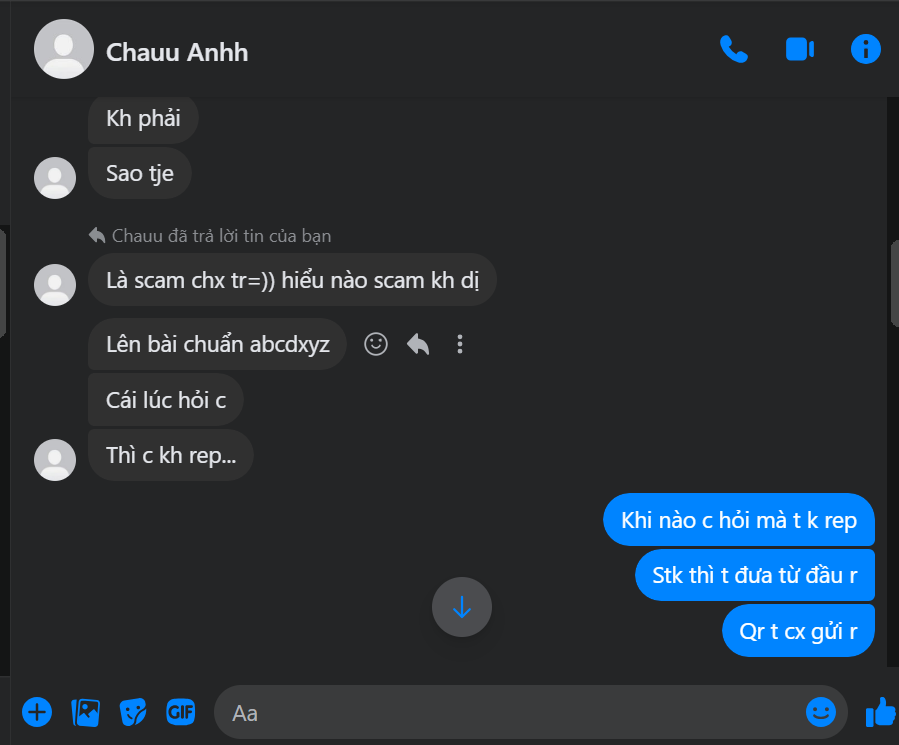 Chauu Anhh
Kh phải
Sao tje
Chauu đã trả lời tin của bạn
Là scam chx tr=)) hiểu nào scam kh dị
Lên bài chuẩn abcdxyz
Cái lúc hỏi c
Thì c kh rep...
Khi nào c hỏi mà t k rep
Stk thì t đưa từ đầu r
Qr t cx gửi r
GIF
Aa